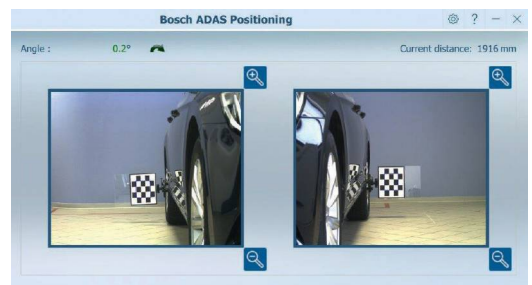 Bosch ADAS Positioning
?
Angle : 0.2° Current distance: 1916 mm